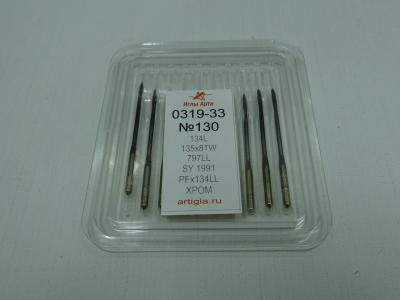 Иглы Арти
0319-33
№130
134L
135x8TW
797LL
SY 1991
PFx134LL
ХРОМ
artigla.ru